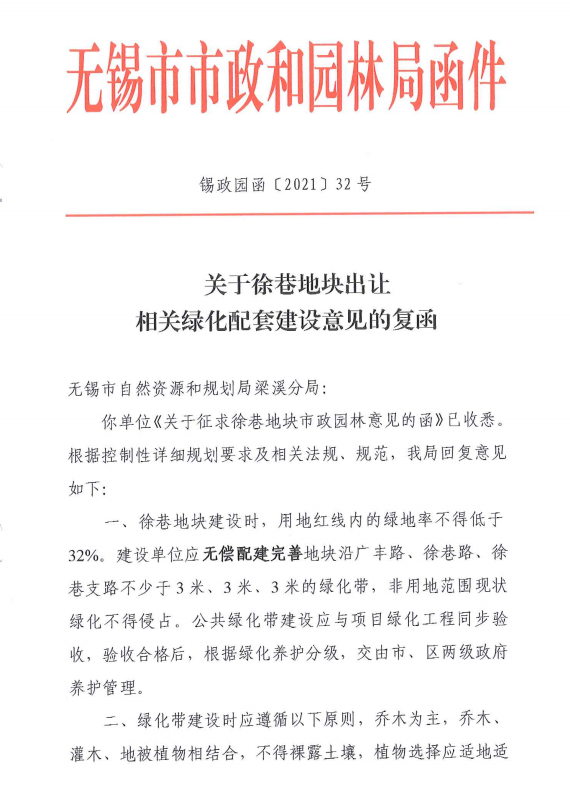 无锡市市政和园林局函件
锡政园函〔2021〕32 号
关于徐巷地块出让
相关绿化配套建设意见的复函
无锡市自然资源和规划局梁溪分局：
你单位《关于征求徐巷地块市政园林意见的函》已收悉。
根据控制性详细规划要求及相关法规、规范，我局回复意见
如下：
一、徐巷地块建设时，用地红线内的绿地率不得低于
32%。建设单位应无偿配建完善地块沿广丰路、徐巷路、徐
巷支路不少于 3 米、3 米、3 米的绿化带，非用地范围现状
绿化不得侵占。公共绿化带建设应与项目绿化工程同步验
收，验收合格后，根据绿化养护分级，交由市、区两级政府
养护管理。
二、绿化带建设时应遵循以下原则，乔木为主，乔木、
灌木、地被植物相结合，不得裸露土壤，植物选择应适地适